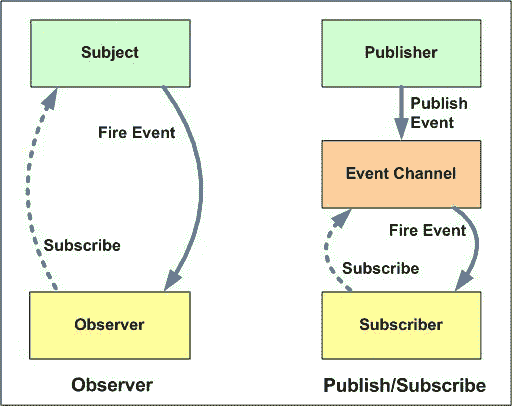 Subject
Fire Event
Subscribe
Observer
Observer
Publisher
Publish
Event
Event Channel
Fire Event
Subscribe
Subscriber
Publish/Subscribe